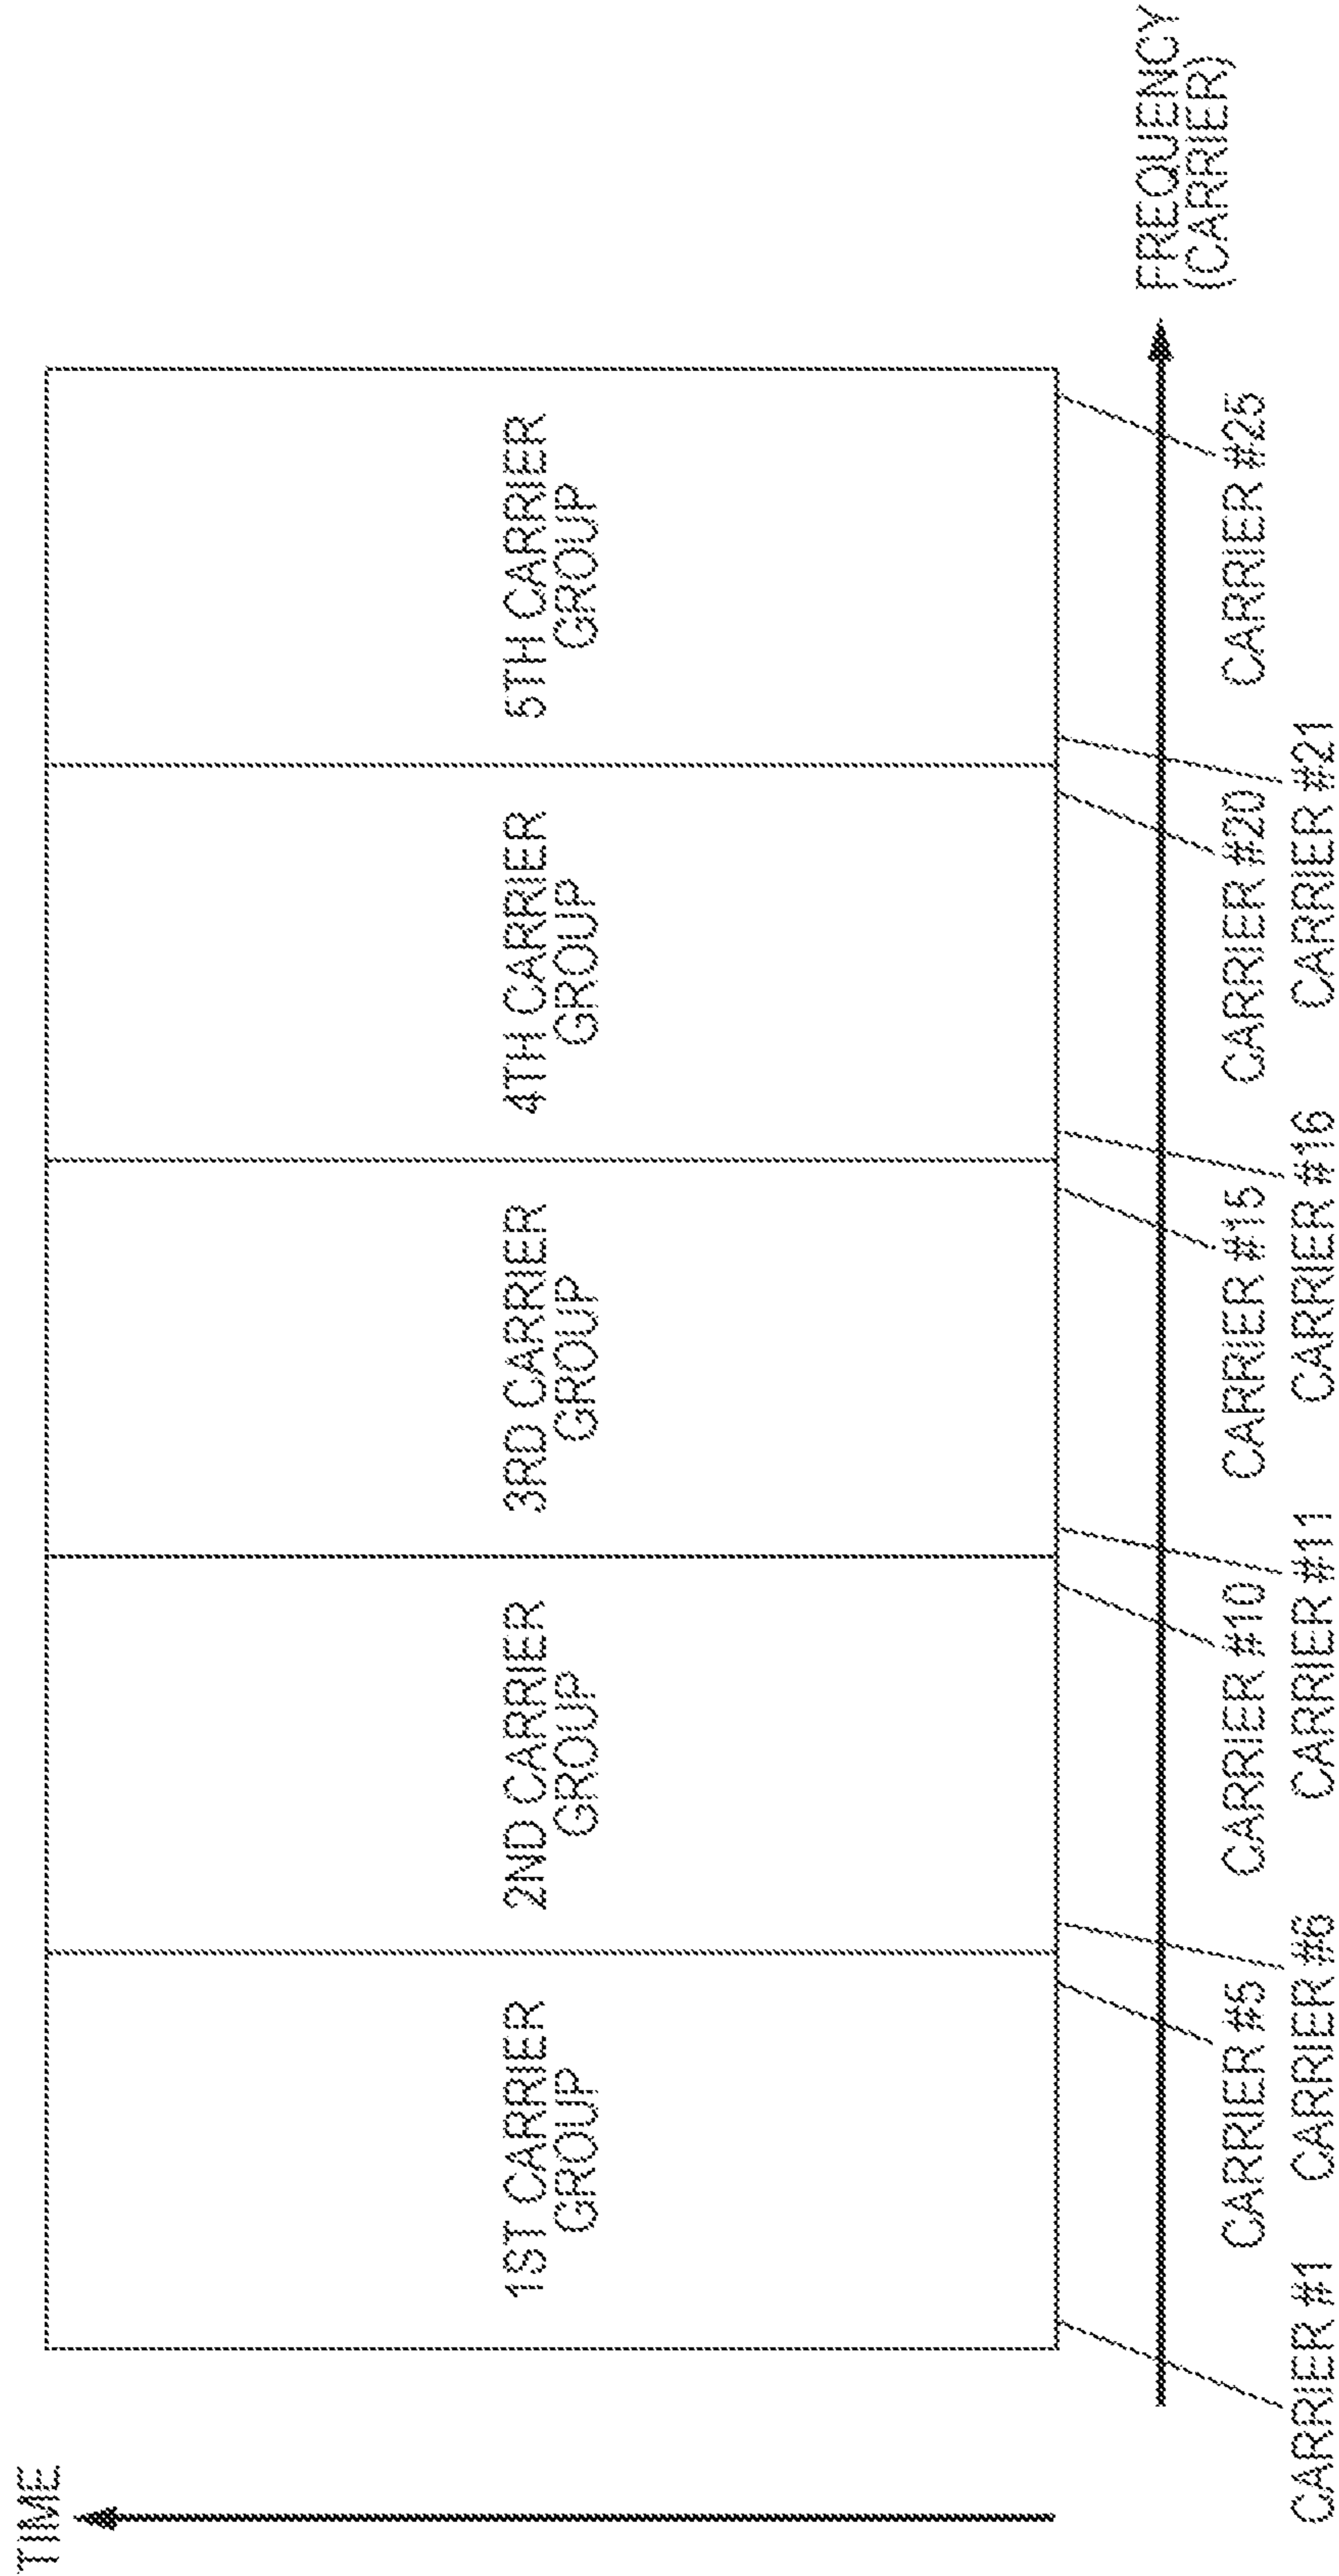 TIME
1ST CARRIER
GROUP
2ND CARRIER
GROUP
3RD CARRIER
GROUP
4TH CARRIER
GROUP
5TH CARRIER
GROUP
FREQUENCY
(CARRIER)
CARRIER #5
CARRIER #10
CARRIER #15
CARRIER #20
CARRIER #25
CARRIER #1
CARRIER #6
CARRIER #11
CARRIER #16
CARRIER #21